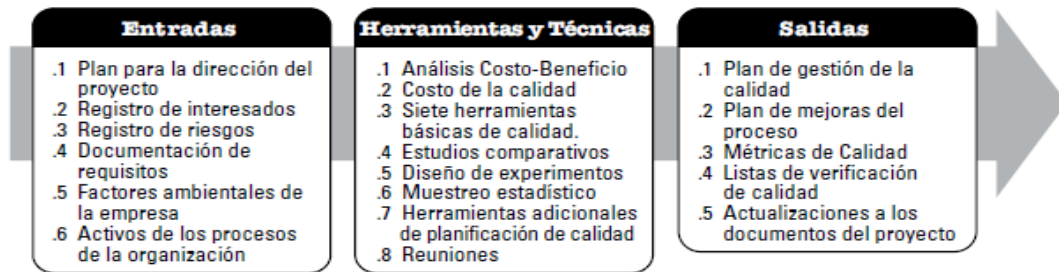 Entradas
.1 Plan para la dirección del
proyecto
.2 Registro de interesados
.3 Registro de riesgos
.4 Documentación de
requisitos
.5 Factores ambientales de
la empresa
.6 Activos de los procesos
de la organización
Herramientas y Técnicas
.1 Análisis Costo-Beneficio
.2 Costo de la calidad
.3 Siete herramientas
básicas de calidad.
.4 Estudios comparativos
.5 Diseño de experimentos
.6 Muestreo estadístico
.7 Herramientas adicionales
de planificación de calidad
.8 Reuniones
Salidas
.1 Plan de gestión de la
calidad
.2 Plan de mejoras del
proceso
.3 Métricas de Calidad
.4 Listas de verificación
de calidad
.5 Actualizaciones a los
documentos del proyecto